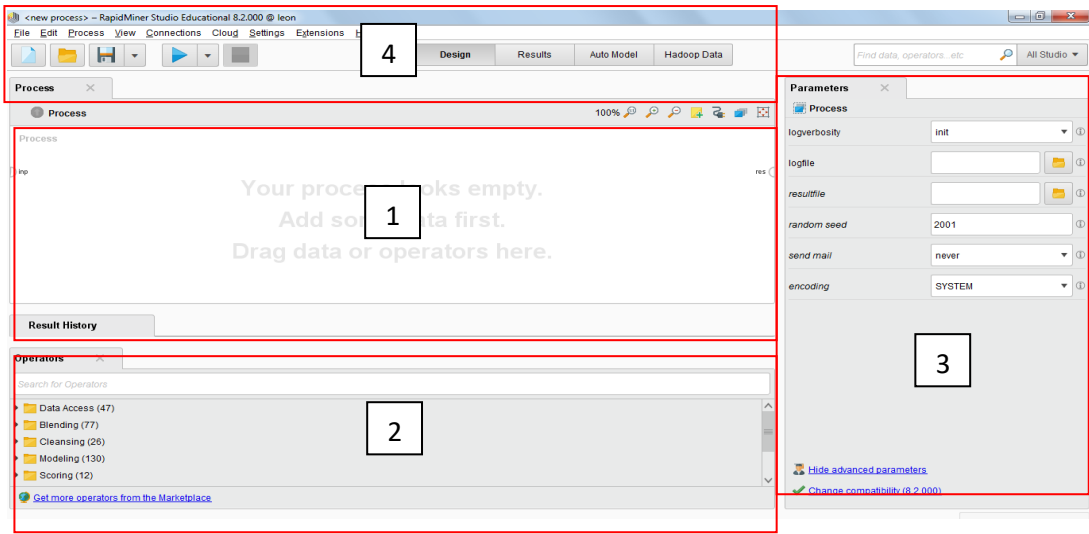 <new process> – RapidMiner Studio Educational 8.2.000 @ leon
File Edit Process View Connections Cloud Settings Extensions
4
Design Results Auto Model Hadoop Data
Find data, operators...etc
All Studio
Process
Process
100%
Process
inp
res
Your process looks empty.
Add some data first.
Drag data or operators here.
1
Result History
Operators
Search for Operators
Data Access (47)
Blending (77)
Cleansing (26)
Modeling (130)
Scoring (12)
2
Get more operators from the Marketplace
Parameters
Process
logverbosity init
logfile
resultfile
random seed 2001
send mail never
encoding SYSTEM
3
Hide advanced parameters
Change compatibility (8.2.000)